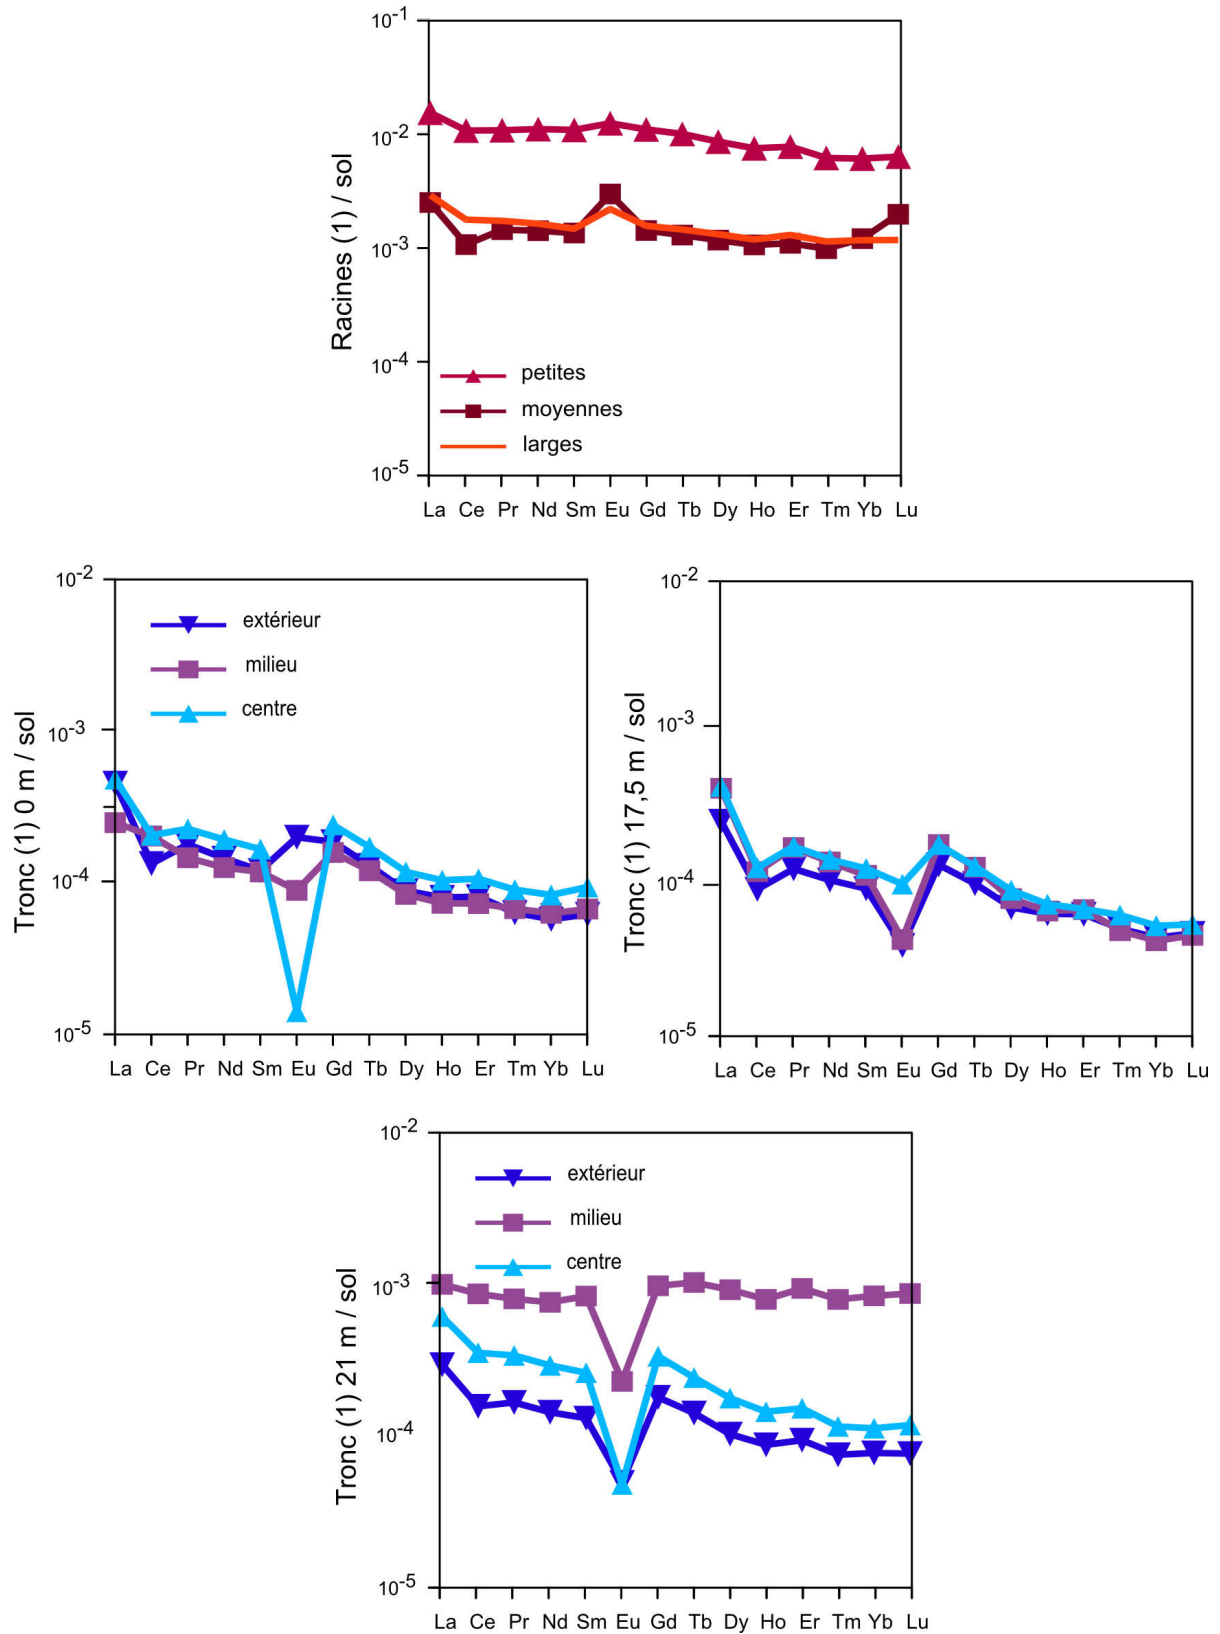 10-1
10-2
10-3
10-4
10-5
Racines (1) / sol
petites
moyennes
larges
La Ce Pr Nd Sm Eu Gd Tb Dy Ho Er Tm Yb Lu
10-2
10-3
10-4
10-5
Tronc (1) 0 m / sol
extérieur
milieu
centre
La Ce Pr Nd Sm Eu Gd Tb Dy Ho Er Tm Yb Lu
10-2
10-3
10-4
10-5
Tronc (1) 17,5 m / sol
La Ce Pr Nd Sm Eu Gd Tb Dy Ho Er Tm Yb Lu
10-2
10-3
10-4
10-5
Tronc (1) 21 m / sol
extérieur
milieu
centre
La Ce Pr Nd Sm Eu Gd Tb Dy Ho Er Tm Yb Lu